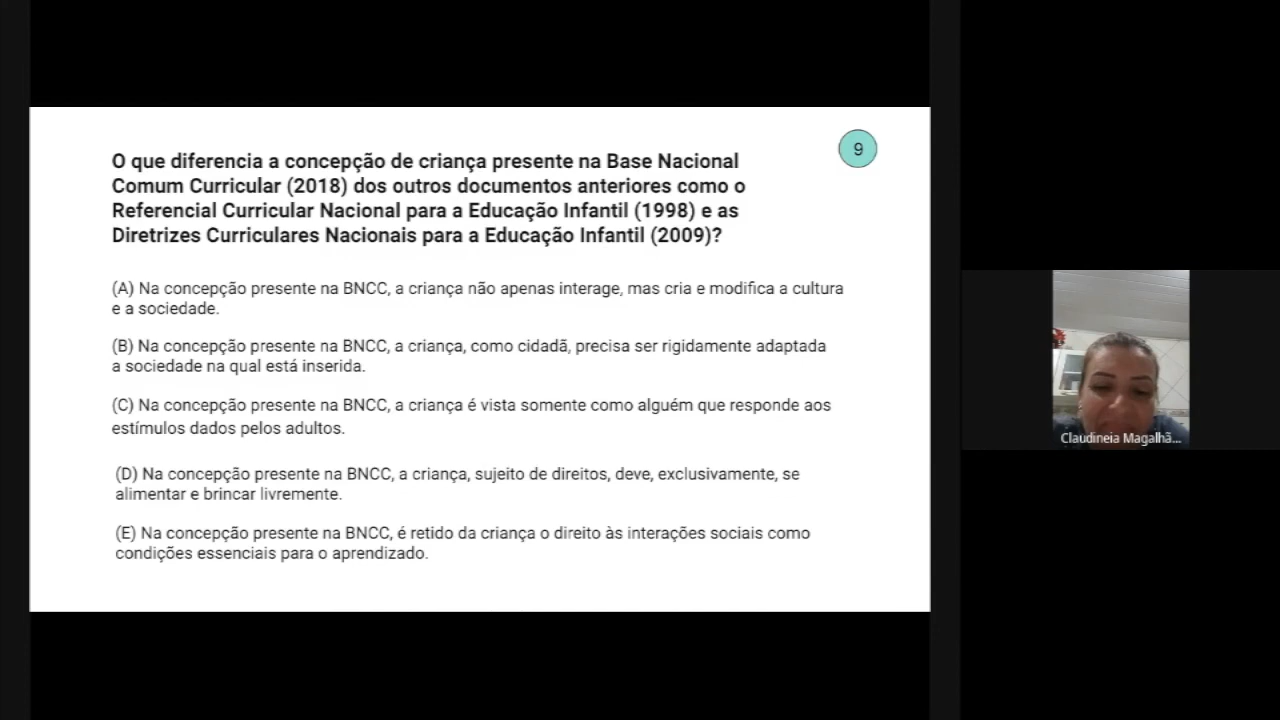 O que diferencia a concepção de criança presente na Base Nacional
Comum Curricular (2018) dos outros documentos anteriores como o
Referencial Curricular Nacional para a Educação Infantil (1998) e as
Diretrizes Curriculares Nacionais para a Educação Infantil (2009)?
9
(A) Na concepção presente na BNCC, a criança não apenas interage, mas cria e modifica a cultura
e a sociedade.
(B) Na concepção presente na BNCC, a criança, como cidadã, precisa ser rigidamente adaptada
a sociedade na qual está inserida.
(C) Na concepção presente na BNCC, a criança é vista somente como alguém que responde aos
estímulos dados pelos adultos.
(D) Na concepção presente na BNCC, a criança, sujeito de direitos, deve, exclusivamente, se
alimentar e brincar livremente.
(E) Na concepção presente na BNCC, é retido da criança o direito às interações sociais como
condições essenciais para o aprendizado.
Claudineia Magalhã...